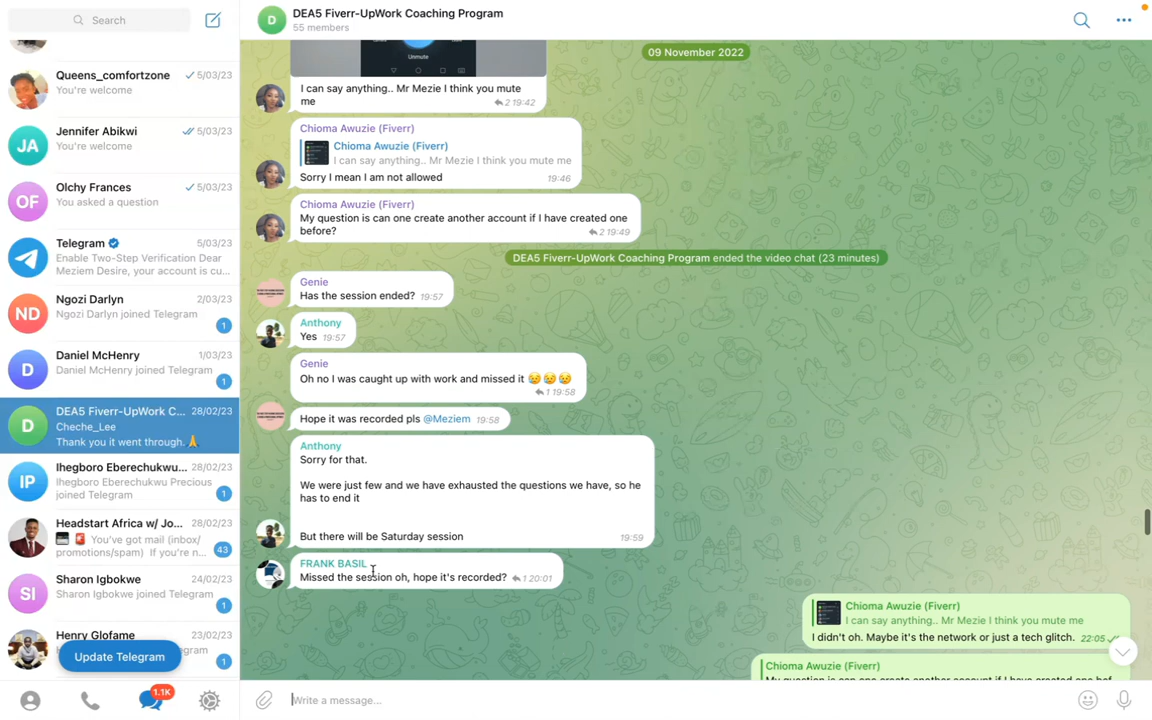 Search
Queens_comfortzone
5/03/23
You're welcome
Jennifer Abikwi
5/03/23
You're welcome
Olchy Frances
5/03/23
You asked a question
Telegram
5/03/23
Enable Two-Step Verification Dear
Meziem Desire, your account is cu...
ND
Ngozi Darlyn
2/03/23
Ngozi Darlyn joined Telegram
1
D
Daniel McHenry
1/03/23
Daniel McHenry joined Telegram
1
D
DEA5 Fiverr-UpWork C...
28/02/23
Cheche_Lee
Thank you it went through. 🙏
IP
Ihegboro Eberechukwu...
28/02/23
Ihegboro Eberechukwu Precious
joined Telegram
1
Headstart Africa w/ Jo...
28/02/23
You've got mail (inbox/
promotions/spam) If you're n...
43
SI
Sharon Igbokwe
24/02/23
Sharon Igbokwe joined Telegram
1
Henry Glofame
23/02/23
1
Update Telegram
1.1K
D
DEA5 Fiverr-UpWork Coaching Program
55 members
09 November 2022
Unmute
I can say anything.. Mr Mezie I think you mute
me
2 19:42
Chioma Awuzie (Fiverr)
Chioma Awuzie (Fiverr)
I can say anything.. Mr Mezie I think you mute me
Sorry I mean I am not allowed
19:46
Chioma Awuzie (Fiverr)
My question is can one create another account if I have created one
before?
2 19:49
DEA5 Fiverr-UpWork Coaching Program ended the video chat (23 minutes)
Genie
Has the session ended? 19:57
Anthony
Yes 19:57
Genie
Oh no I was caught up with work and missed it 😥😥😥
1 19:58
Hope it was recorded pls @Meziem 19:58
Anthony
Sorry for that.
We were just few and we have exhausted the questions we have, so he
has to end it
But there will be Saturday session
19:59
FRANK BASIL
Missed the session oh, hope it's recorded? 1 20:01
Chioma Awuzie (Fiverr)
I can say anything.. Mr Mezie I think you mute me
I didn't oh. Maybe it's the network or just a tech glitch. 22:05
Chioma Awuzie (Fiverr)
My question is can one create another account if I have created one bef...
Write a message...
JA
OF